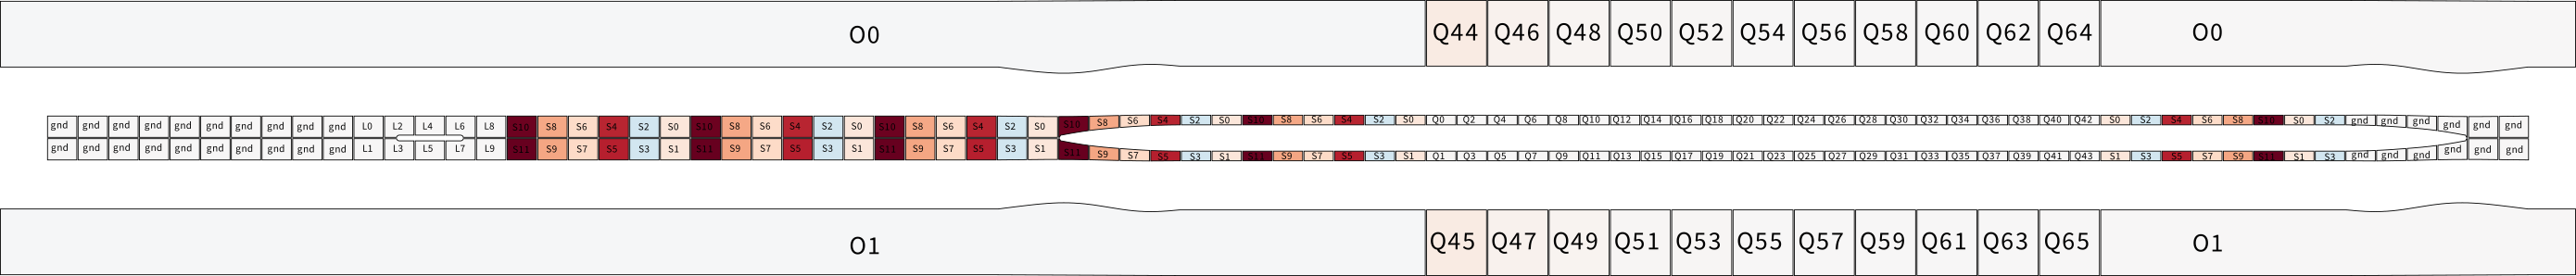 O0 Q44 Q46 Q48 Q50 Q52 Q54 Q56 Q58 Q60 Q62 Q64 O0
gnd gnd gnd gnd gnd gnd gnd gnd gnd gnd L0 L2 L4 L6 L8 S10 S8 S6 S4 S2 S0 S10 S8 S6 S4 S2 S0 S10 S8 S6 S4 S2 S0 S10 S8 S6 S4 S2 S0 S10 S8 S6 S4 S2 S0 Q0 Q2 Q4 Q6 Q8 Q10 Q12 Q14 Q16 Q18 Q20 Q22 Q24 Q26 Q28 Q30 Q32 Q34 Q36 Q38 Q40 Q42 S0 S2 S4 S6 S8 S10 S0 S2 gnd gnd gnd gnd gnd gnd
gnd gnd gnd gnd gnd gnd gnd gnd gnd gnd L1 L3 L5 L7 L9 S11 S9 S7 S5 S3 S1 S11 S9 S7 S5 S3 S1 S11 S9 S7 S5 S3 S1 S11 S9 S7 S5 S3 S1 S11 S9 S7 S5 S3 S1 Q1 Q3 Q5 Q7 Q9 Q11 Q13 Q15 Q17 Q19 Q21 Q23 Q25 Q27 Q29 Q31 Q33 Q35 Q37 Q39 Q41 Q43 S1 S3 S5 S7 S9 S11 S1 S3 gnd gnd gnd gnd gnd gnd
O1 Q45 Q47 Q49 Q51 Q53 Q55 Q57 Q59 Q61 Q63 Q65 O1